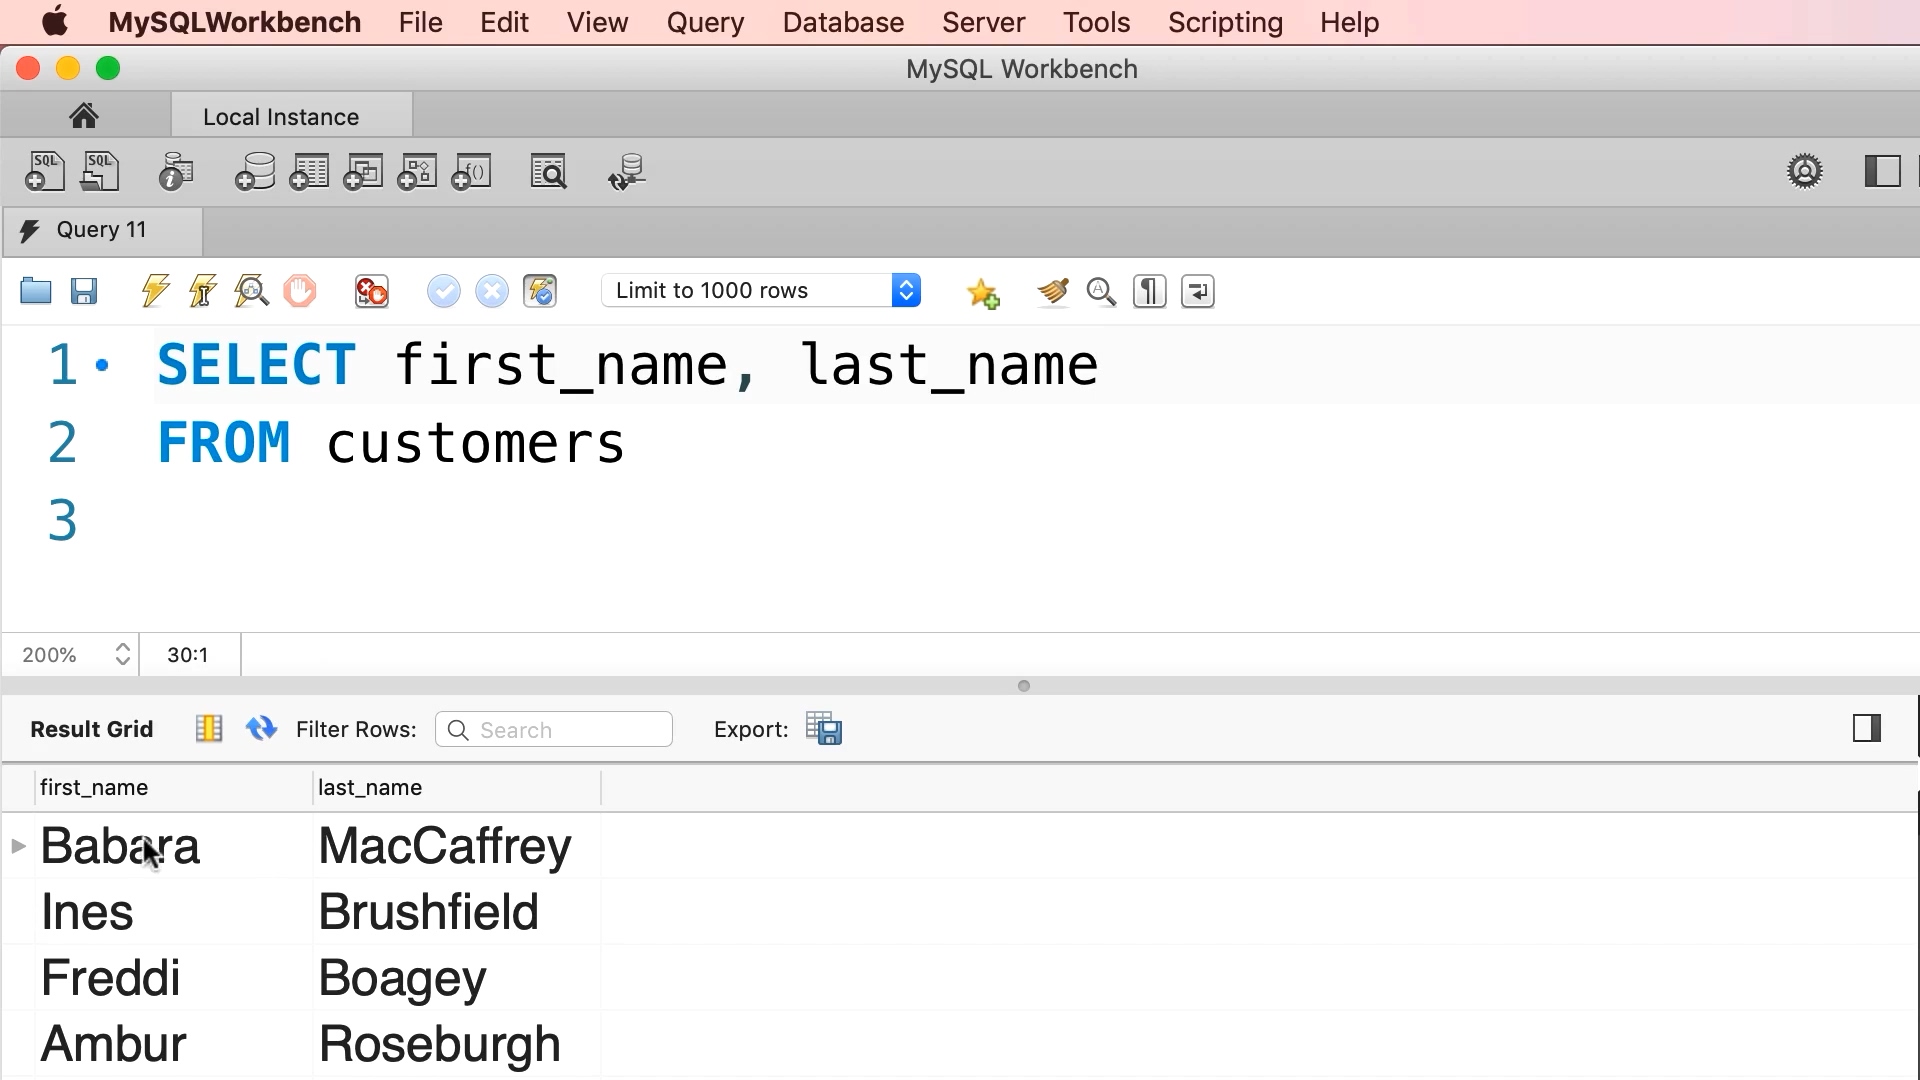 MySQLWorkbench File Edit View Query Database Server Tools Scripting Help
MySQL Workbench
Local Instance
SQL SQL
Query 11
Limit to 1000 rows
1 SELECT first_name, last_name
2 FROM customers
3
200% 30:1
Result Grid Filter Rows: Search Export:
first_name last_name
Babara MacCaffrey
Ines Brushfield
Freddi Boagey
Ambur Roseburgh